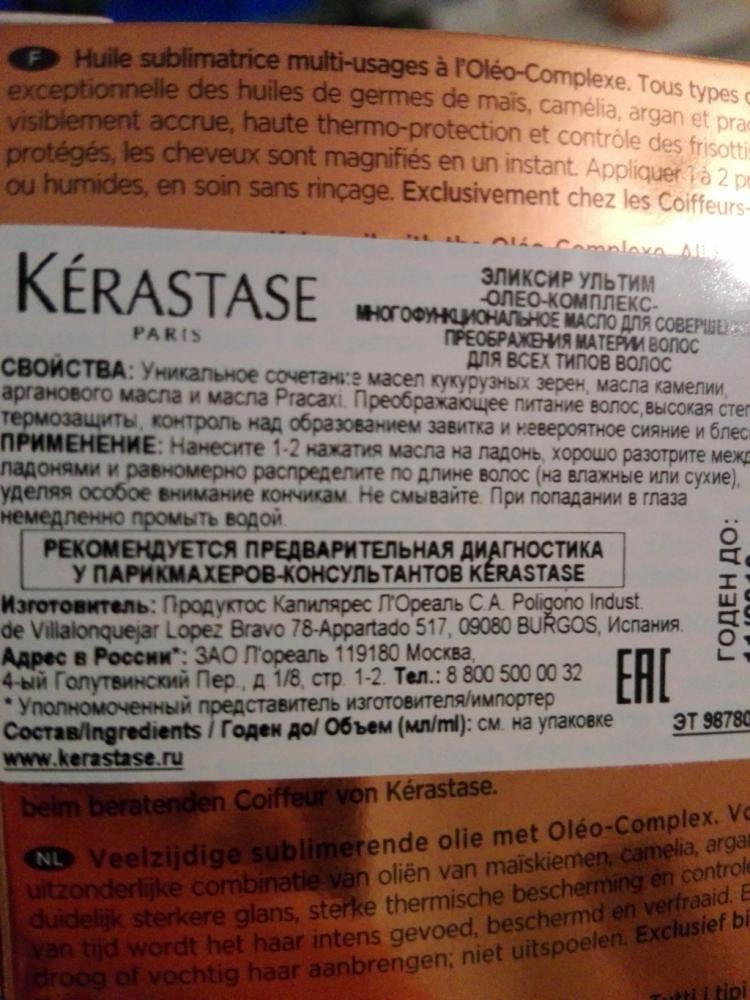 F Huile sublimatrice multi-usages à l'Oléo-Complexe. Tous types
exceptionnelle des huiles de germes de maïs, camélia, argan et
visiblement accrue, haute thermo-protection et contrôle des
protégés, les cheveux sont magnifiés en un instant. Appliquer 1 à 2
ou humides, en soin sans rinçage. Exclusivement chez les Coiffeurs-
with the Oléo Complexe.
KÉRASTASE
PARIS
ЭЛИКСИР УЛЬТИМ
-ОЛЕО-КОМПЛЕКС-
МНОГОФУНКЦИОНАЛЬНОЕ МАСЛО ДЛЯ
ПРЕОБРАЖЕНИЯ МАТЕРИИ ВОЛОС
ДЛЯ ВСЕХ ТИПОВ ВОЛОС
СВОЙСТВА: Уникальное сочетание масел кукурузных зерен, масла камелии,
арганового масла и масла Pracaxi. Преображающее питание волос, высокая
термозащиты, контроль над образованием завитка и невероятное сияние и
ПРИМЕНЕНИЕ: Нанесите 1-2 нажатия масла на ладонь, хорошо разотрите
ладонями и равномерно распределите по длине волос (на влажные или сухие),
уделяя особое внимание кончикам. Не смывайте. При попадании в глаза
немедленно промыть водой.
РЕКОМЕНДУЕТСЯ ПРЕДВАРИТЕЛЬНАЯ ДИАГНОСТИКА
У ПАРИКМАХЕРОВ-КОНСУЛЬТАНТОВ KÉRASTASE
Изготовитель: Продуктос Капилярес Л'Ореаль С.А. Poligono Indust.
de Villalonquejar Lopez Bravo 78-Appartado 517, 09080 BURGOS, Испания.
Адрес в России*: ЗАО Л'ореаль 119180 Москва,
4-ый Голутвинский Пер., д. 1/8, стр. 1-2. Тел.: 8 800 500 00 32
* Уполномоченный представитель изготовителя/импортер
Состав/Ingredients / Годен до/ Объем (мл/ml): см. на упаковке
www.kerastase.ru
EAC
ГОДЕН ДО:
ЭТ 98780
beim beratenden Coiffeur von Kérastase.
NL Veelzijdige sublimerende olie met Oléo-Complex.
uitzonderlijke combinatie van oliën van maïskiemen, camelia,
duidelijk sterkere glans, sterke thermische bescherming en
van tijd wordt het haar intens gevoed, beschermd en verfraaid.
droog of vochtig haar aanbrengen; niet uitspoelen. Exclusief
Tutti i tipi